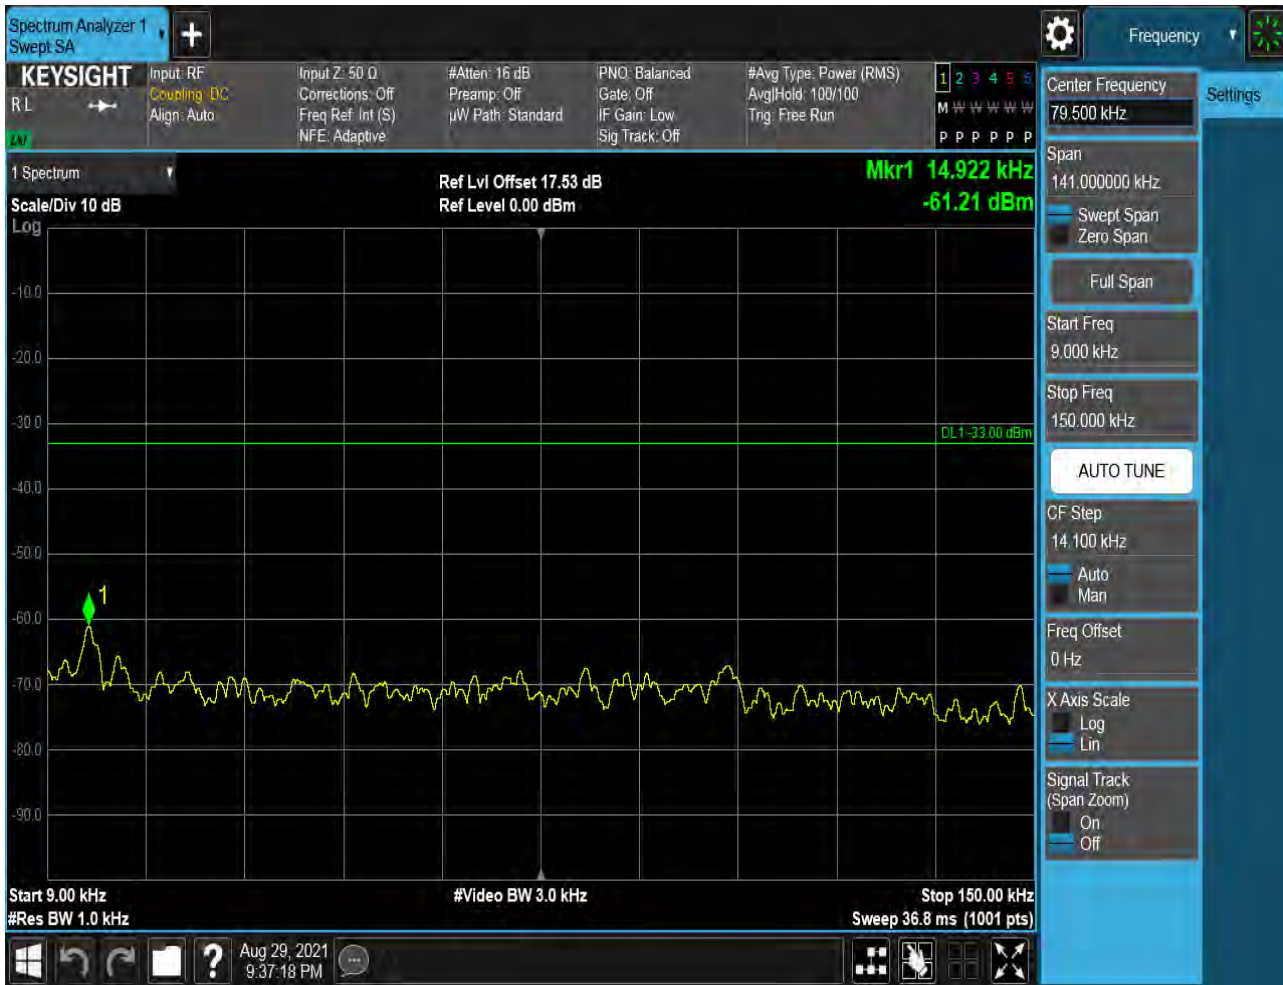 Spectrum Analyzer 1
Swept SA
Frequency
KEYSIGHT
RL
Input: RF
Coupling: DC
Align: Auto
Input Z: 50 Ω
Corrections: Off
Freq Ref: Int (S)
NFE: Adaptive
#Atten: 16 dB
Preamp: Off
µW Path: Standard
PNO: Balanced
Gate: Off
IF Gain: Low
Sig Track: Off
#Avg Type: Power (RMS)
Avg|Hold: 100/100
Trig: Free Run
1 2 3 4 5 6
M W W W W W
P P P P P P
1 Spectrum
Scale/Div 10 dB
Log
Ref Lvl Offset 17.53 dB
Ref Level 0.00 dBm
Mkr1 14.922 kHz
-61.21 dBm
-10.0
-20.0
-30.0
DL1 -33.00 dBm
-40.0
-50.0
1
-60.0
-70.0
-80.0
-90.0
Start 9.00 kHz
#Res BW 1.0 kHz
#Video BW 3.0 kHz
Stop 150.00 kHz
Sweep 36.8 ms (1001 pts)
Center Frequency
79.500 kHz
Settings
Span
141.000000 kHz
Swept Span
Zero Span
Full Span
Start Freq
9.000 kHz
Stop Freq
150.000 kHz
AUTO TUNE
CF Step
14.100 kHz
Auto
Man
Freq Offset
0 Hz
X Axis Scale
Log
Lin
Signal Track
(Span Zoom)
On
Off
?
Aug 29, 2021
9:37:18 PM